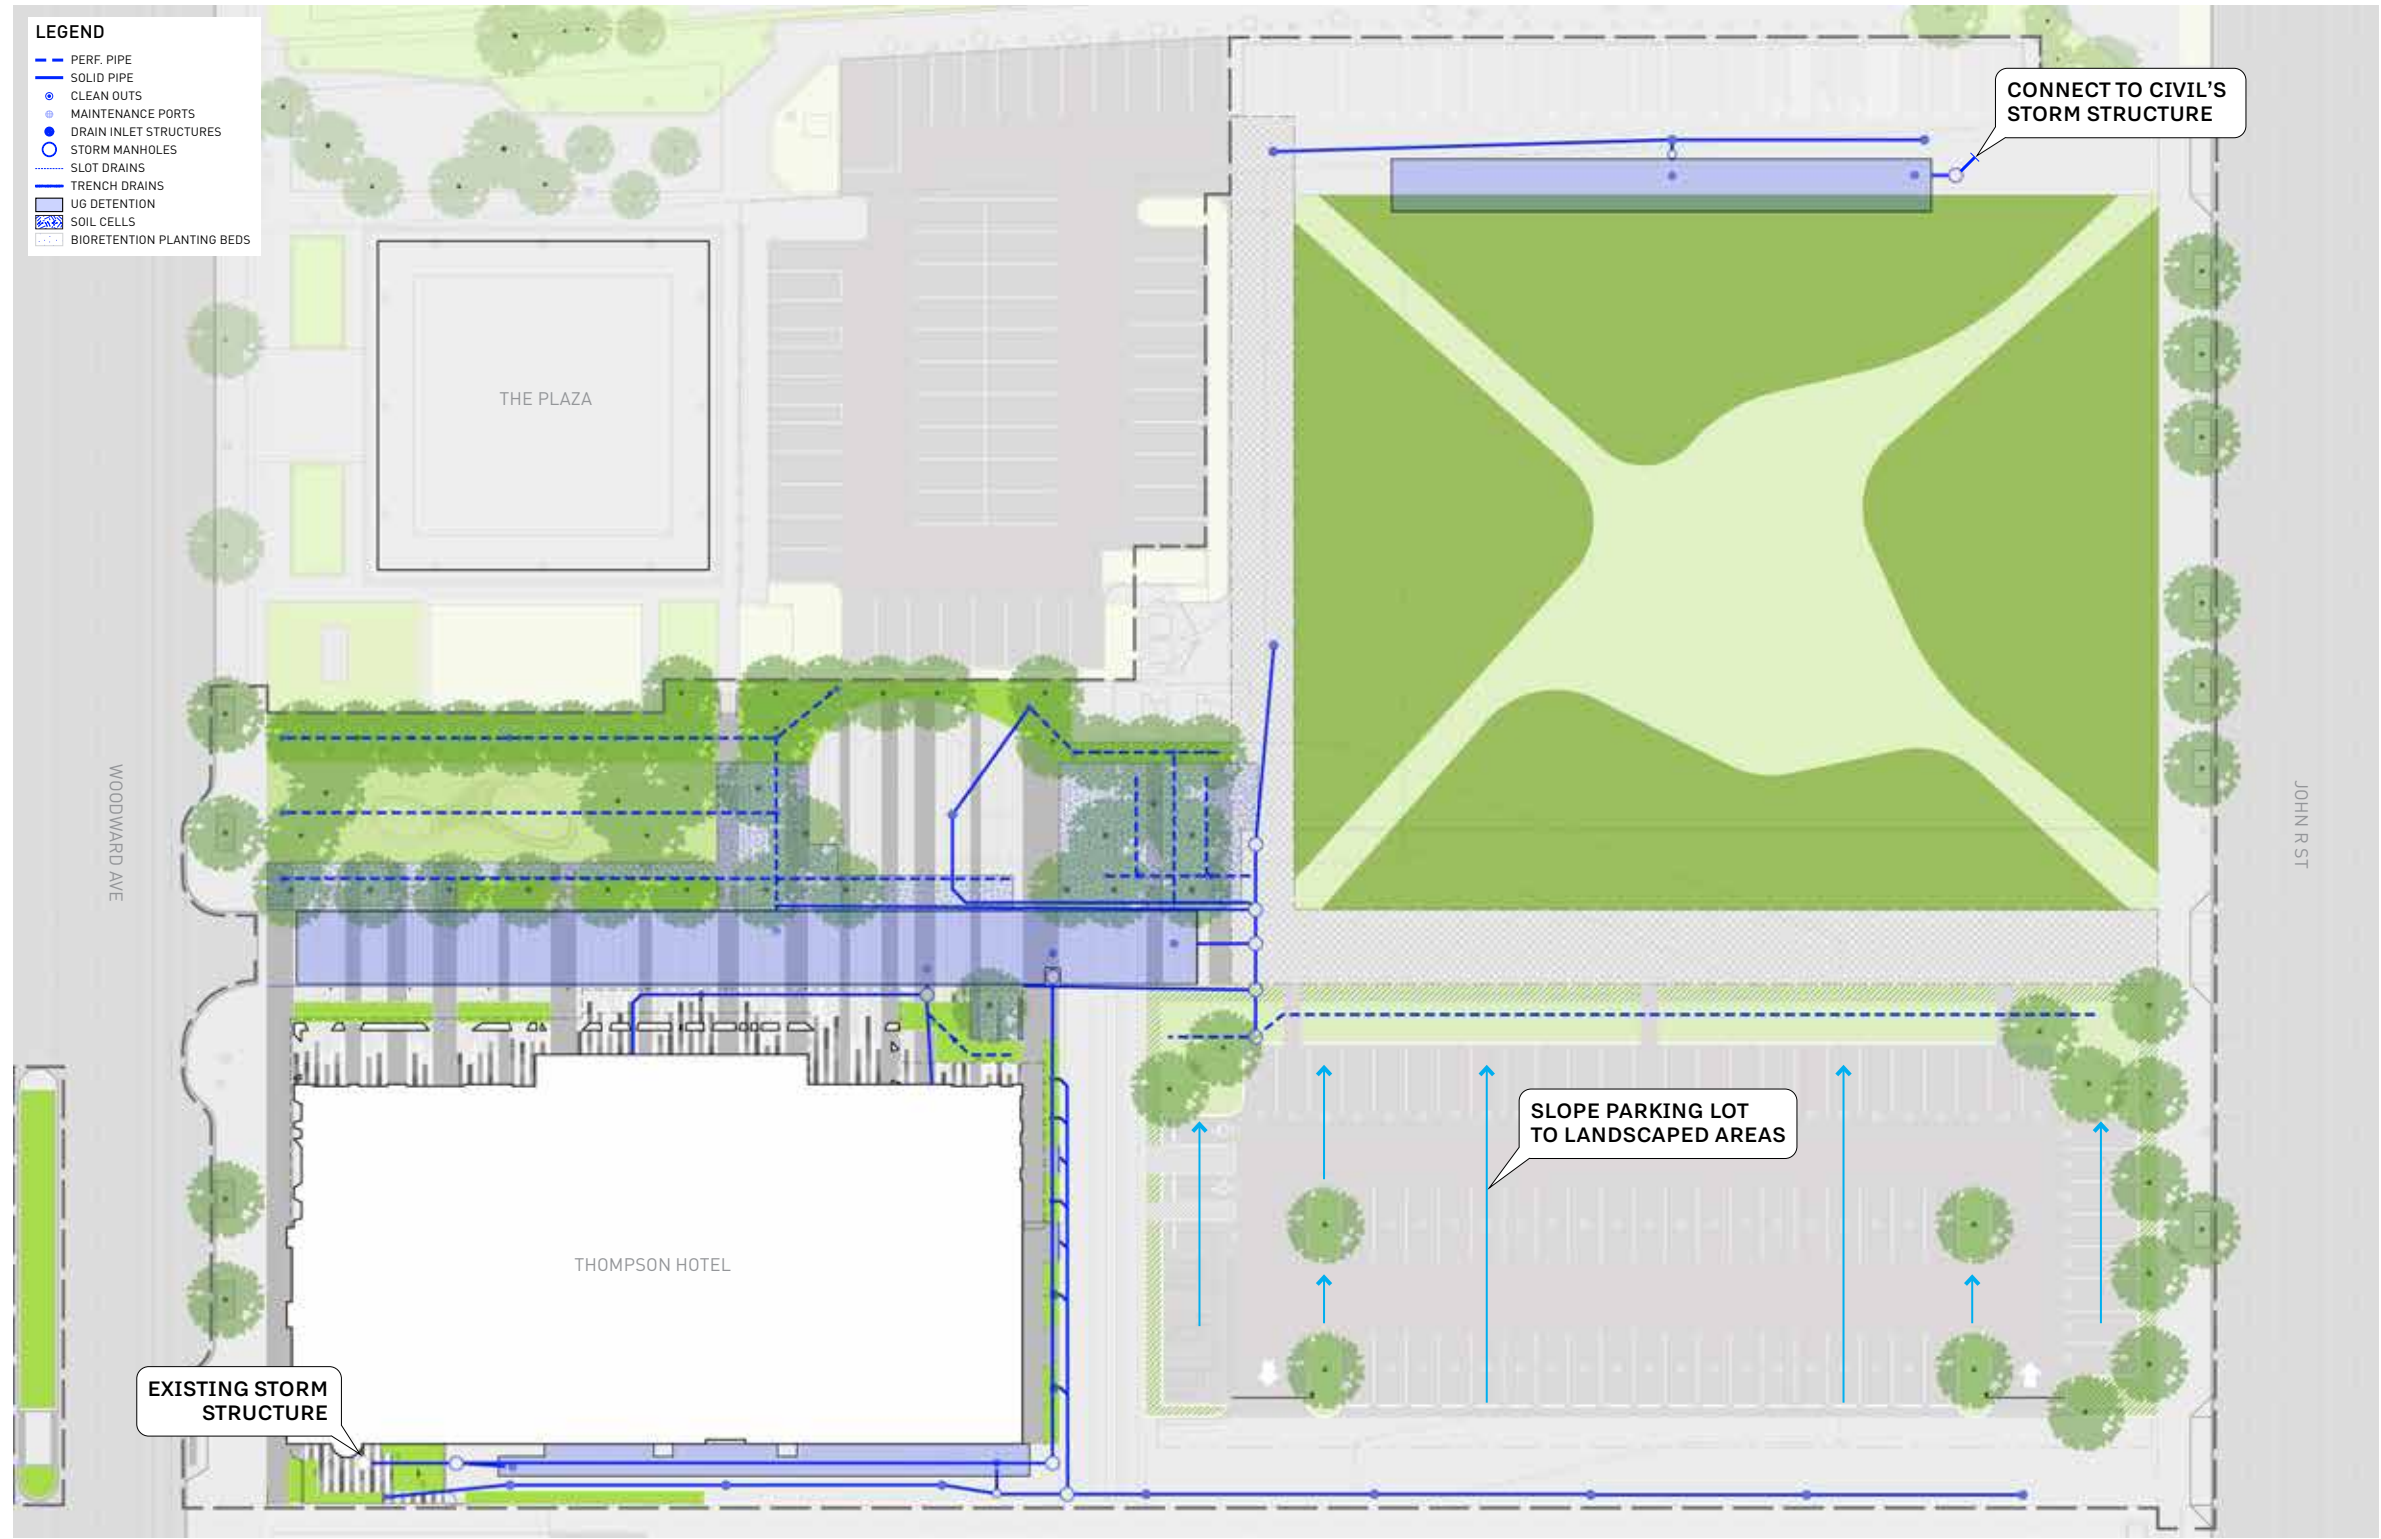 LEGEND
PERF. PIPE
SOLID PIPE
CLEAN OUTS
MAINTENANCE PORTS
DRAIN INLET STRUCTURES
STORM MANHOLES
SLOT DRAINS
TRENCH DRAINS
UG DETENTION
SOIL CELLS
BIORETENTION PLANTING BEDS
CONNECT TO CIVIL'S
STORM STRUCTURE
THE PLAZA
WOODWARD AVE
JOHN R ST
SLOPE PARKING LOT
TO LANDSCAPED AREAS
THOMPSON HOTEL
EXISTING STORM
STRUCTURE